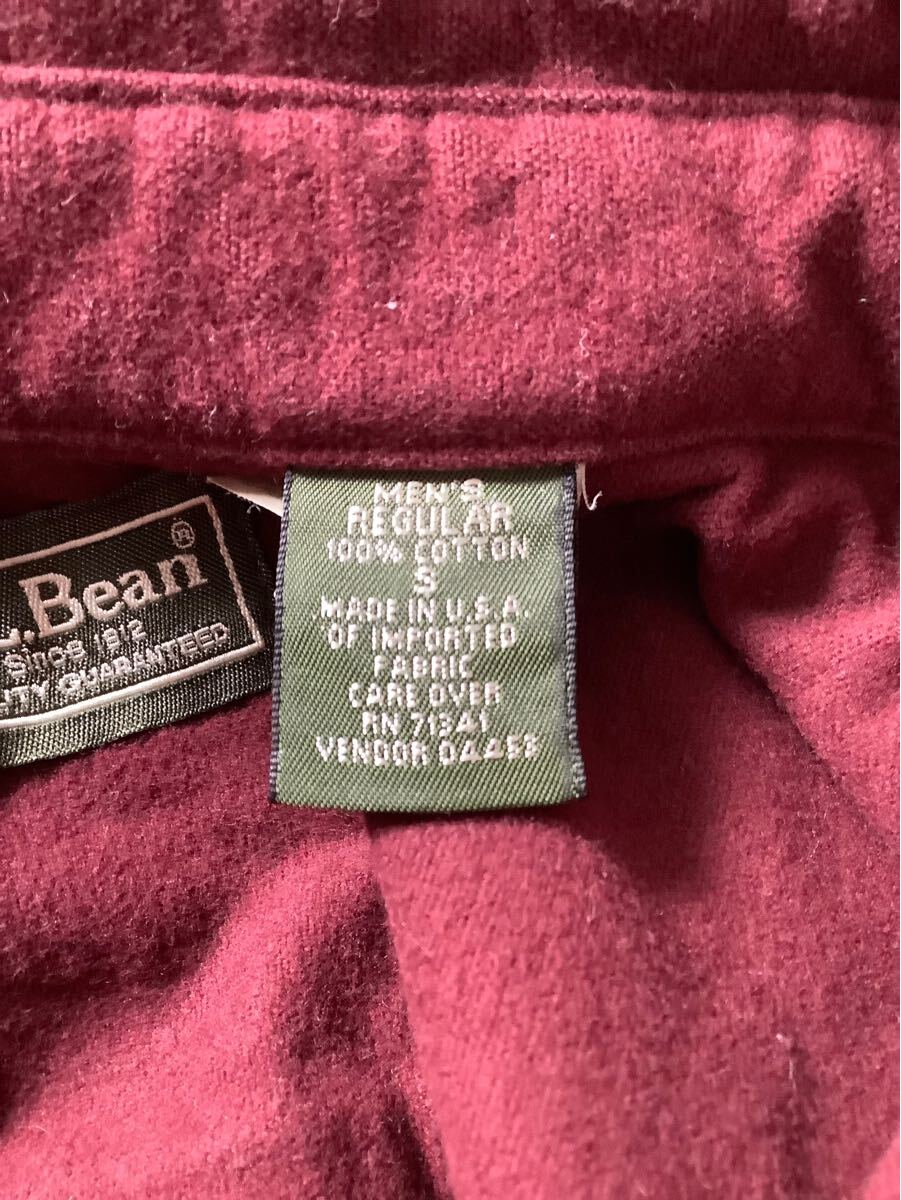 .Bean®
Since 1912
ITY GUARANTEED
MEN'S
REGULAR
100% COTTON
S
MADE IN U.S.A.
OF IMPORTED
FABRIC
CARE OVER
RN 71341
VENDOR 04458